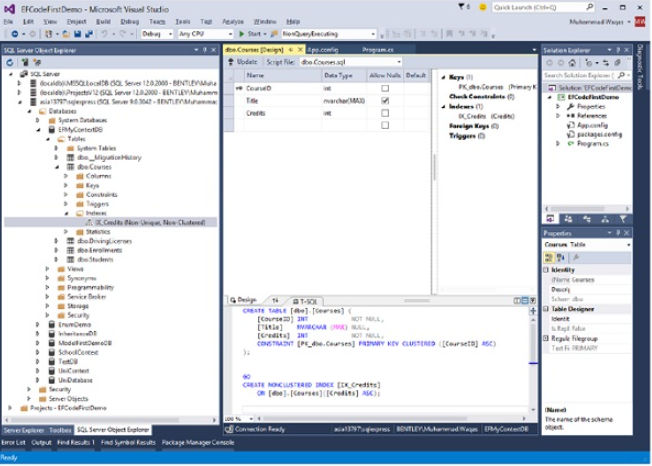 EFCodeFirstDemo - Microsoft Visual Studio
Quick Launch (Ctrl+Q)
File Edit View Project Build Debug Team Tools Test Analyze Window Help
Muhammad Waqas
Debug Any CPU Start NonQueryExecuting
SQL Server Object Explorer
SQL Server
(localdb)\MSSQLLocalDB (SQL Server 12.0.2000 - BENTLEY\Muha
(localdb)\ProjectsV12 (SQL Server 12.0.2000 - BENTLEY\Muham
asia13797\sqlexpress (SQL Server 9.0.5042 - BENTLEY\Muhammac
Databases
System Databases
EFMyContextDB
Tables
System Tables
dbo.__MigrationHistory
dbo.Courses
Columns
Keys
Constraints
Triggers
Indexes
IX_Credits (Non-Unique, Non-Clustered)
Statistics
dbo.DrivingLicenses
dbo.Enrollments
dbo.Students
Views
Synonyms
Programmability
Service Broker
Storage
Security
EnumDemo
InheritanceDB
ModelFirstDemoDB
SchoolContext
TestDB
UniContext
UniDatabase
Security
Server Objects
Projects - EFCodeFirstDemo
Server Explorer Toolbox SQL Server Object Explorer
dbo.Courses [Design] App.config Program.cs
Update Script File: dbo.Courses.sql
Name Data Type Allow Nulls Default
CourseID int
Title nvarchar(MAX)
Credits int
Keys (1)
PK_dbo.Courses (Primary K
Check Constraints (0)
Indexes (1)
IX_Credits (Credits)
Foreign Keys (0)
Triggers (0)
Design T-SQL
CREATE TABLE [dbo].[Courses] (
[CourseID] INT NOT NULL,
[Title] NVARCHAR (MAX) NULL,
[Credits] INT NOT NULL,
CONSTRAINT [PK_dbo.Courses] PRIMARY KEY CLUSTERED ([CourseID] ASC)
);
GO
CREATE NONCLUSTERED INDEX [IX_Credits]
ON [dbo].[Courses]([Credits] ASC);
100 %
Connection Ready asia13797\sqlexpress BENTLEY\Muhammad.Waqas EFMyContextDB
Solution Explorer
Search Solution Explorer (
Solution 'EFCodeFirstDemo
EFCodeFirstDemo
Properties
References
App.config
packages.config
Program.cs
Properties
Courses Table
Identity
(Name) Courses
Descrip
Schema dbo
Table Designer
Identit
Is Repl False
Regular Filegroup
Text Fi PRIMARY
(Name)
The name of the schema
object.
Diagnostic Tools
Error List Output Find Results 1 Find Symbol Results Package Manager Console
Ready